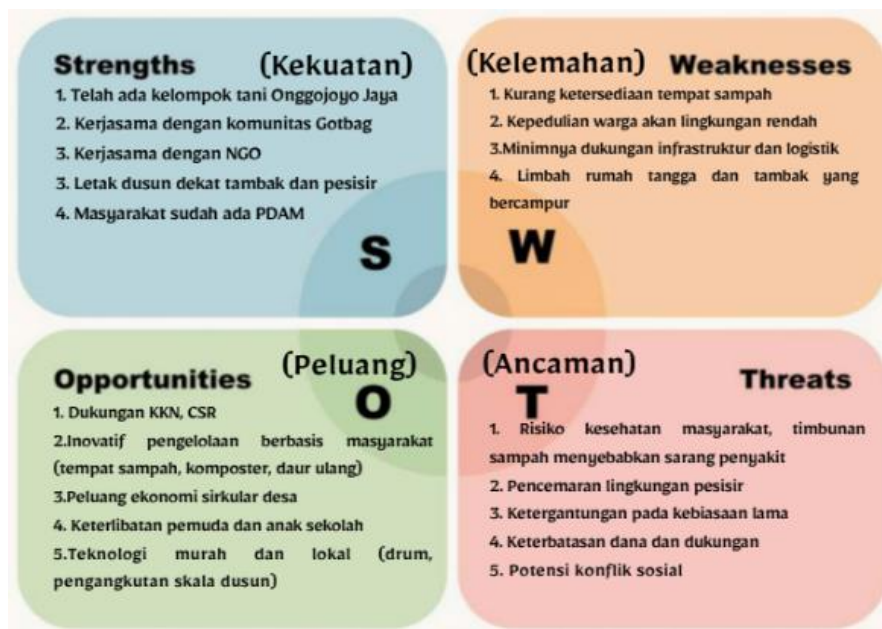 Strengths (Kekuatan)
1. Telah ada kelompok tani Onggojoyo Jaya
2. Kerjasama dengan komunitas Gotbag
3. Kerjasama dengan NGO
3. Letak dusun dekat tambak dan pesisir
4. Masyarakat sudah ada PDAM
S
(Kelemahan) Weaknesses
1. Kurang ketersediaan tempat sampah
2. Kepedulian warga akan lingkungan rendah
3.Minimnya dukungan infrastruktur dan logistik
4. Limbah rumah tangga dan tambak yang
bercampur
W
Opportunities (Peluang)
O
1. Dukungan KKN, CSR
2.Inovatif pengelolaan berbasis masyarakat
(tempat sampah, komposter, daur ulang)
3.Peluang ekonomi sirkular desa
4. Keterlibatan pemuda dan anak sekolah
5.Teknologi murah dan lokal (drum,
pengangkutan skala dusun)
(Ancaman) Threats
T
1. Risiko kesehatan masyarakat, timbunan
sampah menyebabkan sarang penyakit
2. Pencemaran lingkungan pesisir
3. Ketergantungan pada kebiasaan lama
4. Keterbatasan dana dan dukungan
5. Potensi konflik sosial